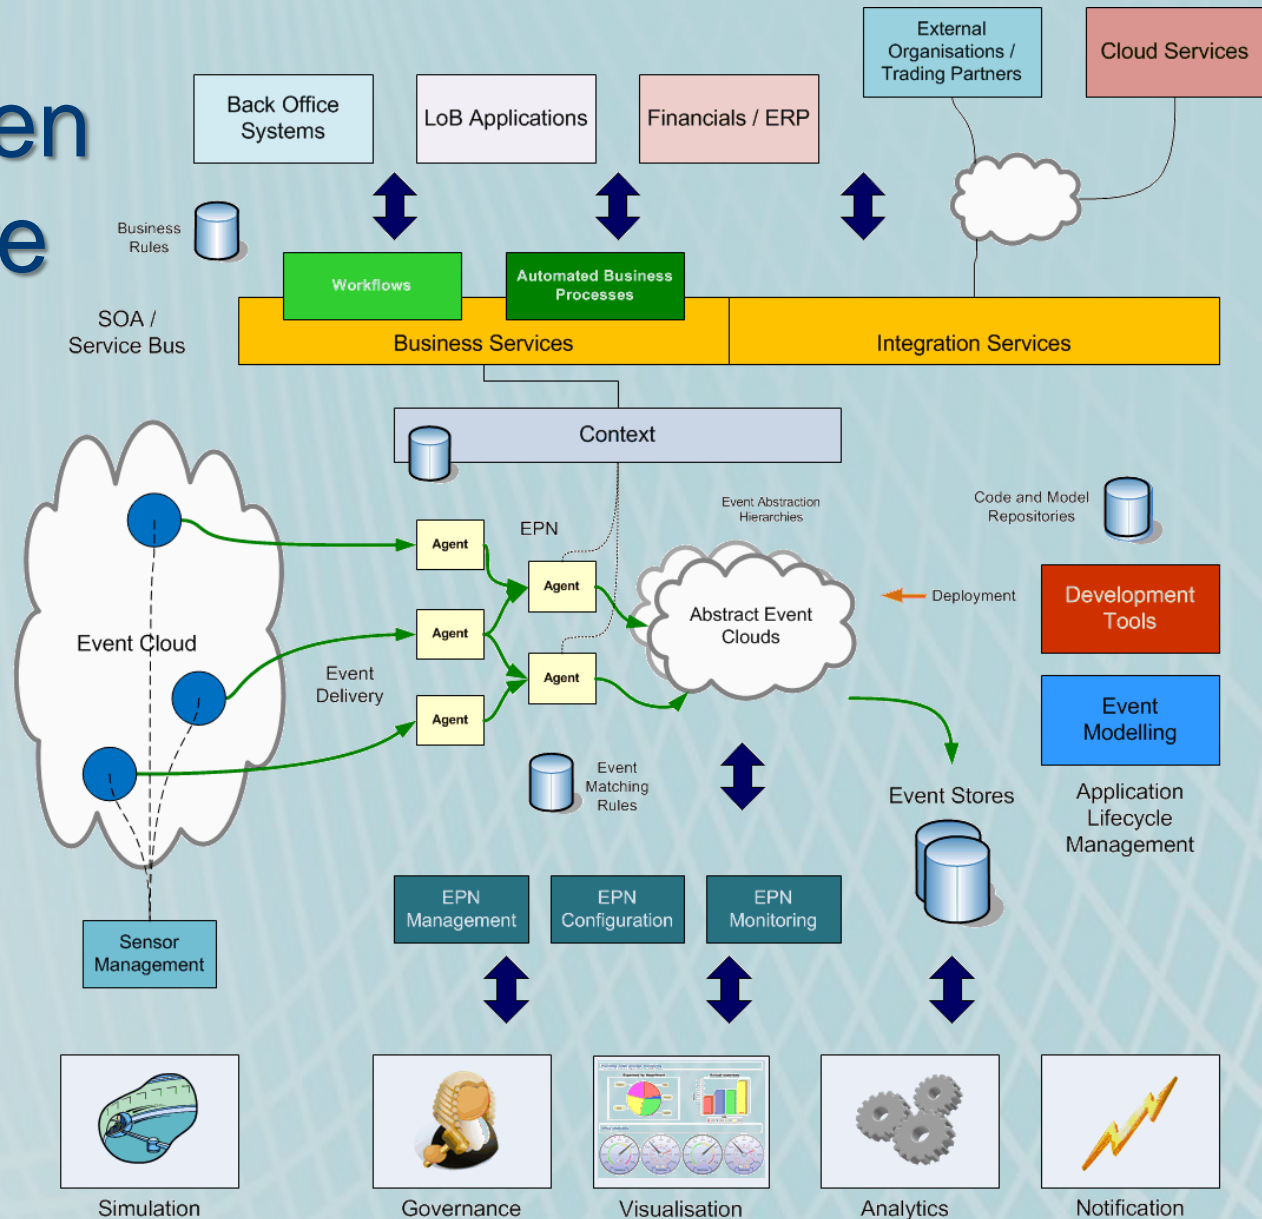 en
e
External
Organisations /
Trading Partners
Cloud Services
Back Office
Systems
LoB Applications
Financials / ERP
Business
Rules
Workflows
Automated Business
Processes
SOA /
Service Bus
Business Services
Integration Services
Context
Event Abstraction
Hierarchies
Code and Model
Repositories
EPN
Agent
Agent
Agent
Agent
Agent
Abstract Event
Clouds
Deployment
Development
Tools
Event Cloud
Event
Delivery
Event
Modelling
Event
Matching
Rules
Event Stores
Application
Lifecycle
Management
EPN
Management
EPN
Configuration
EPN
Monitoring
Sensor
Management
Simulation
Governance
Visualisation
Analytics
Notification